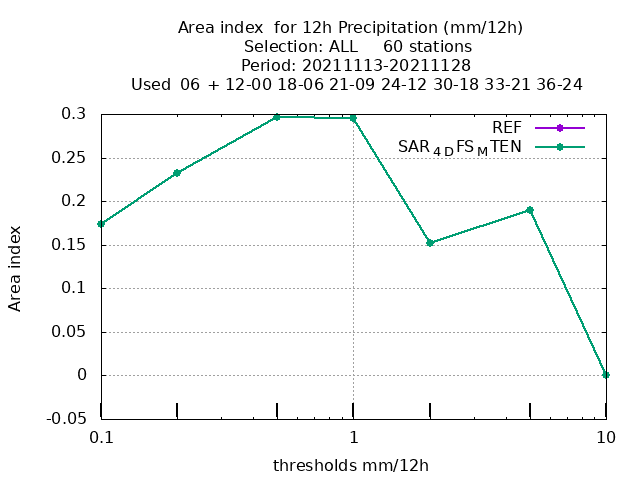 Area index  for 12h Precipitation (mm/12h)
Selection: ALL     60 stations
Period: 20211113-20211128
Used  06 + 12-00 18-06 21-09 24-12 30-18 33-21 36-24
REF
SAR4DFSMTEN
0.3
0.25
0.2
0.15
0.1
0.05
0
-0.05
Area index
0.1 1 10
thresholds mm/12h